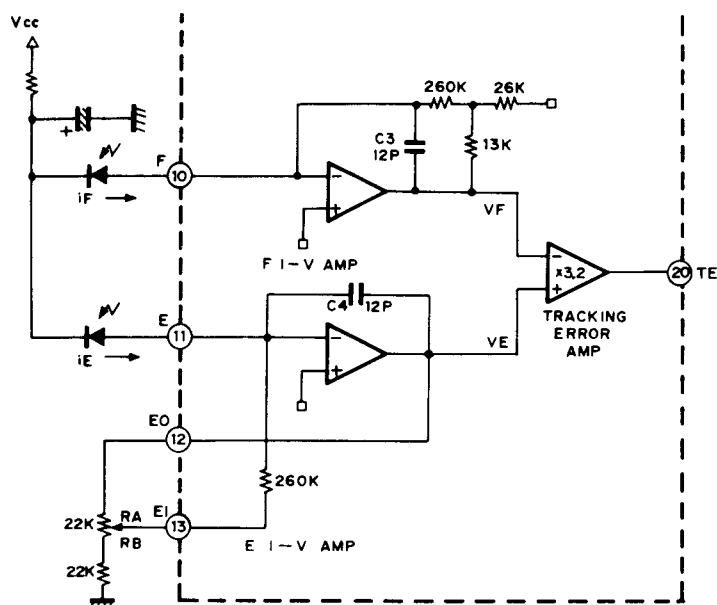 Vcc
+
iF
F
10
260K
26K
C3
12P
13K
-
+
F I-V AMP
VF
-
×3,2
+
20 TE
TRACKING
ERROR
AMP
iE
E
11
C4 12P
-
+
VE
EO
12
260K
22K
RA
RB
EI
13
E I-V AMP
22K